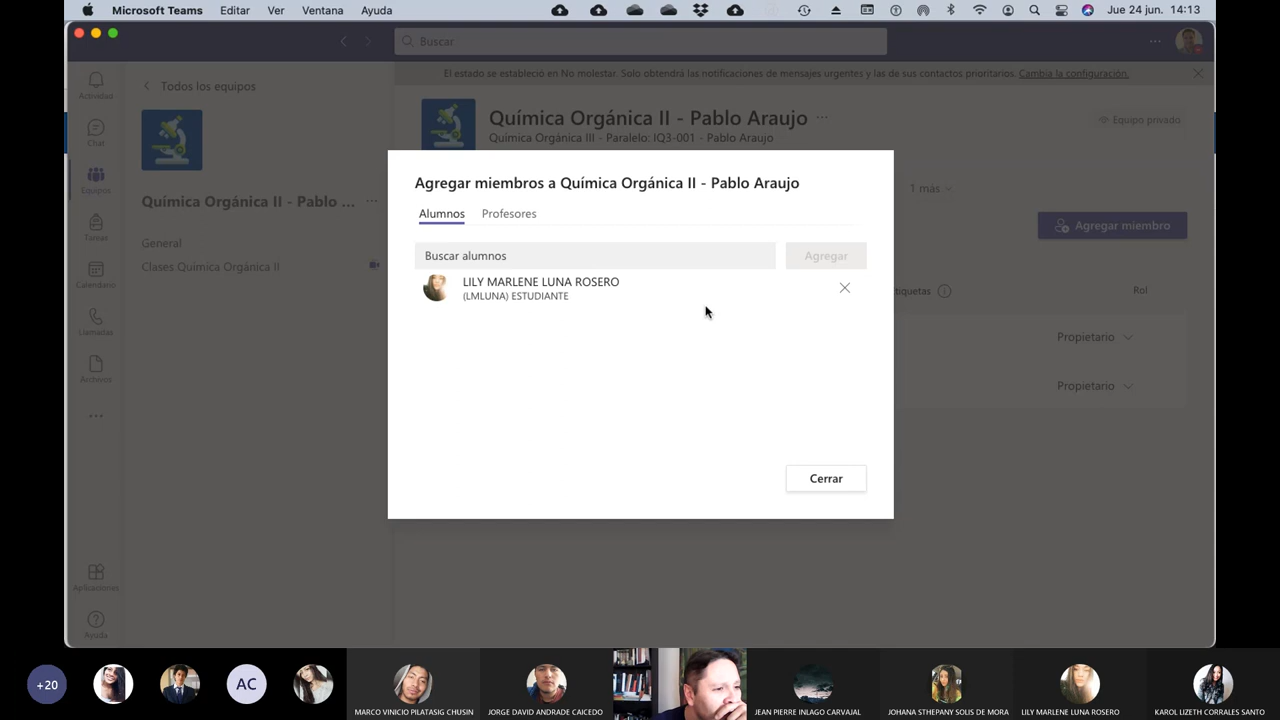 Microsoft Teams Editar Ver Ventana Ayuda Jue 24 jun. 14:13
Buscar
El estado se estableció en No molestar. Solo obtendrá las notificaciones de mensajes urgentes y las de sus contactos prioritarios. Cambia la configuración.
Actividad
Chat
Equipos
Tareas
Calendario
Llamadas
Archivos
Aplicaciones
Ayuda
Todos los equipos
Química Orgánica II - Pablo ...
General
Clases Química Orgánica II
Química Orgánica II - Pablo Araujo
Química Orgánica III - Paralelo: IQ3-001 - Pablo Araujo
Equipo privado
1 más
Agregar miembro
Rol
Propietario
Propietario
Agregar miembros a Química Orgánica II - Pablo Araujo
Alumnos Profesores
Buscar alumnos Agregar
LILY MARLENE LUNA ROSERO
(LMLUNA) ESTUDIANTE
Cerrar
+20
AC
MARCO VINICIO PILATASIG CHUSIN
JORGE DAVID ANDRADE CAICEDO
JEAN PIERRE INLAGO CARVAJAL
JOHANA STHEPANY SOLIS DE MORA
LILY MARLENE LUNA ROSERO
KAROL LIZETH CORRALES SANTO